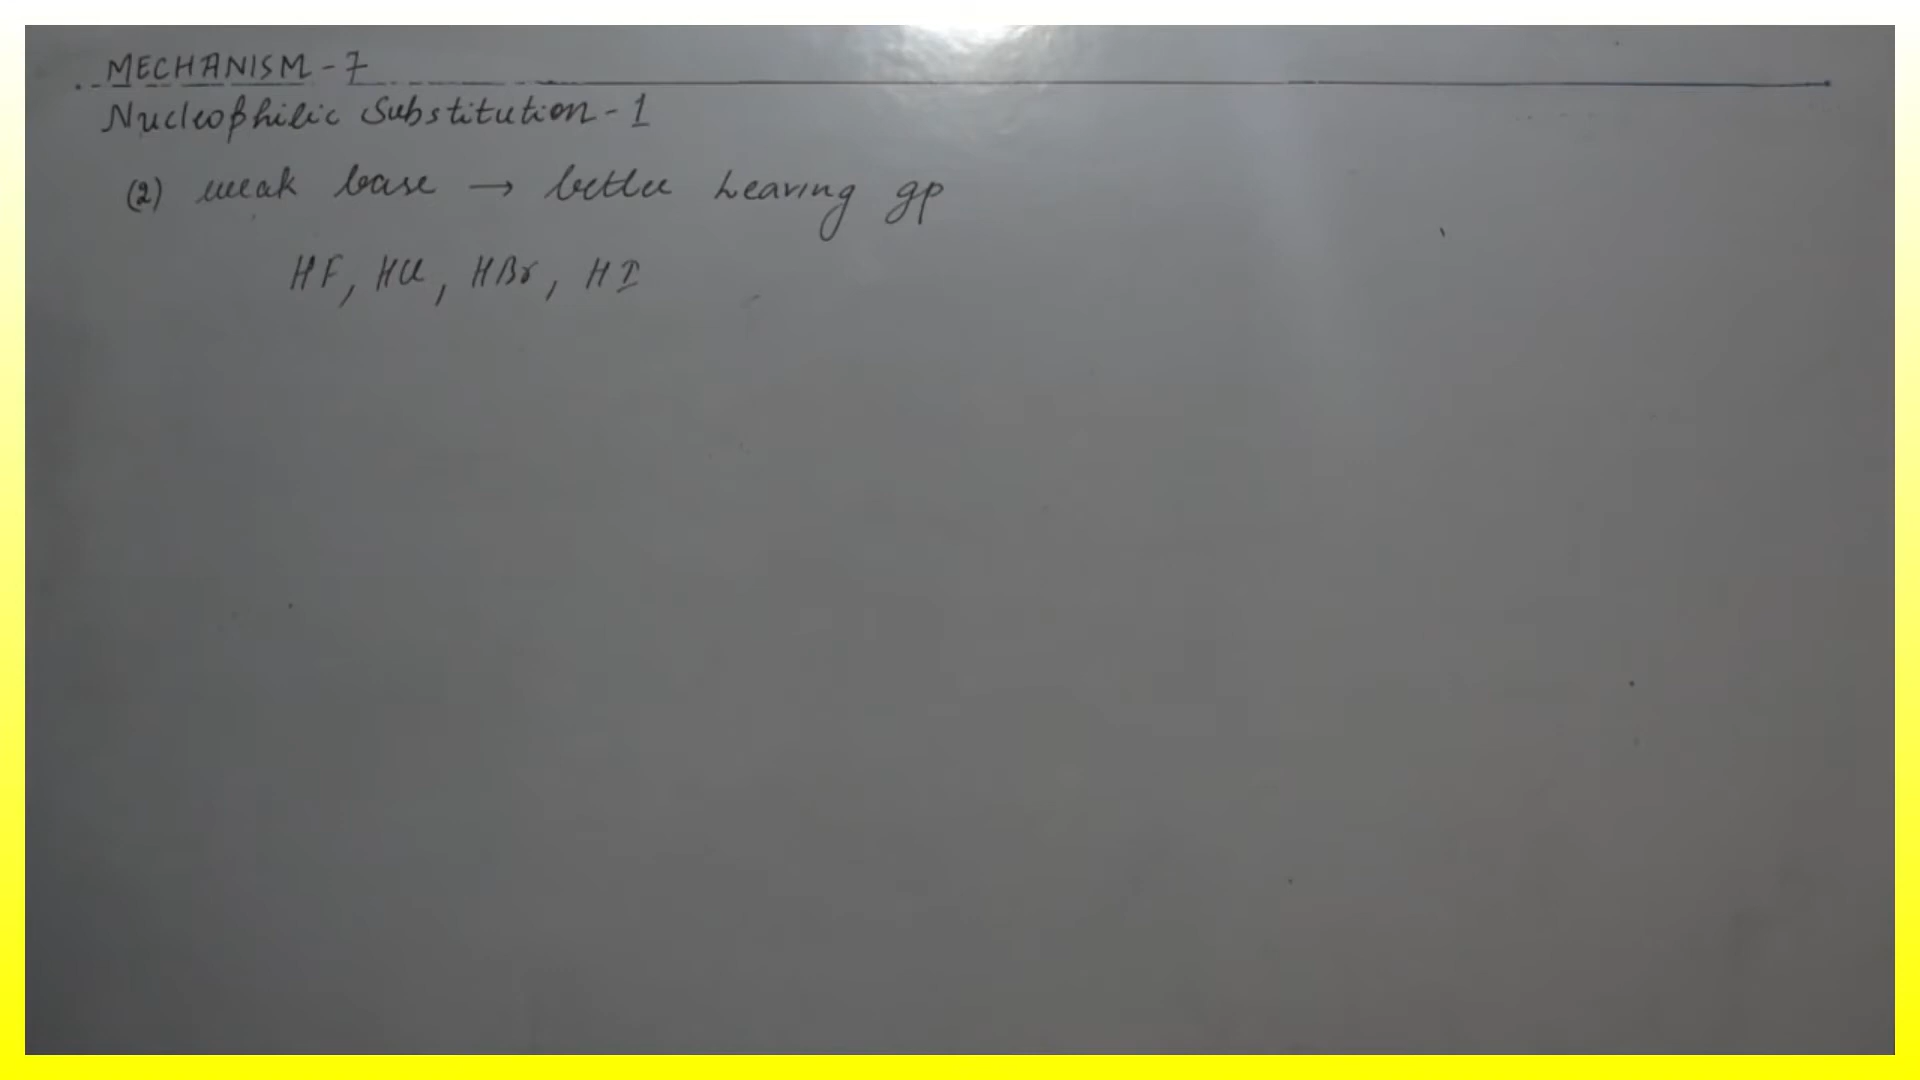 MECHANISM - 7
Nucleophilic Substitution - 1
(2) weak base → better Leaving gp
HF, HCl, HBr, HI